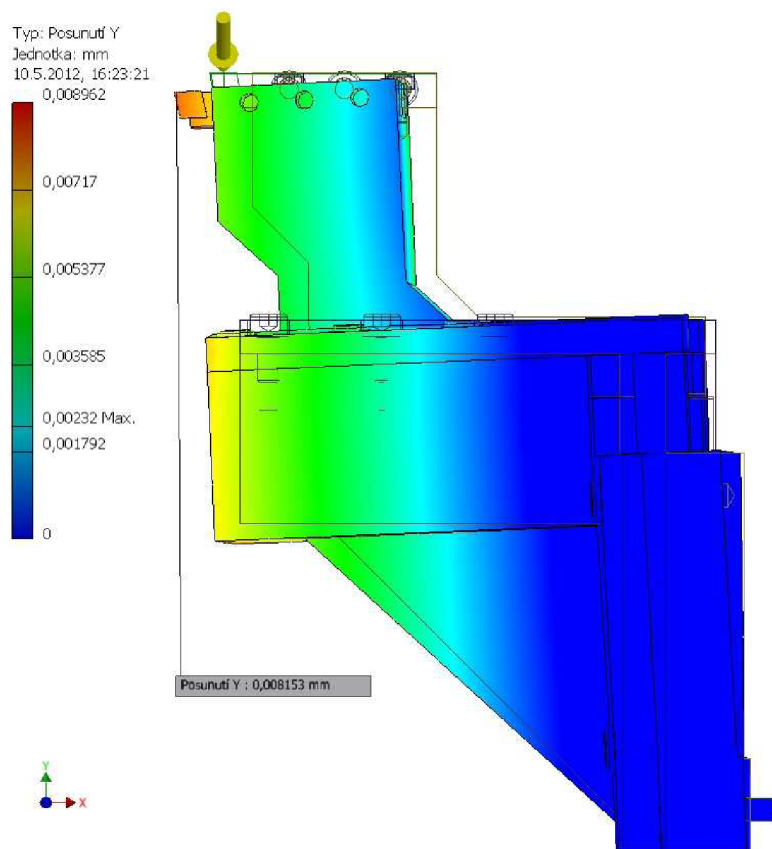 Typ: Posunutí Y
Jednotka: mm
10.5.2012, 16:23:21
0,008962
0,00717
0,005377
0,003585
0,00232 Max.
0,001792
0
Posunutí Y : 0,008153 mm
Y
X